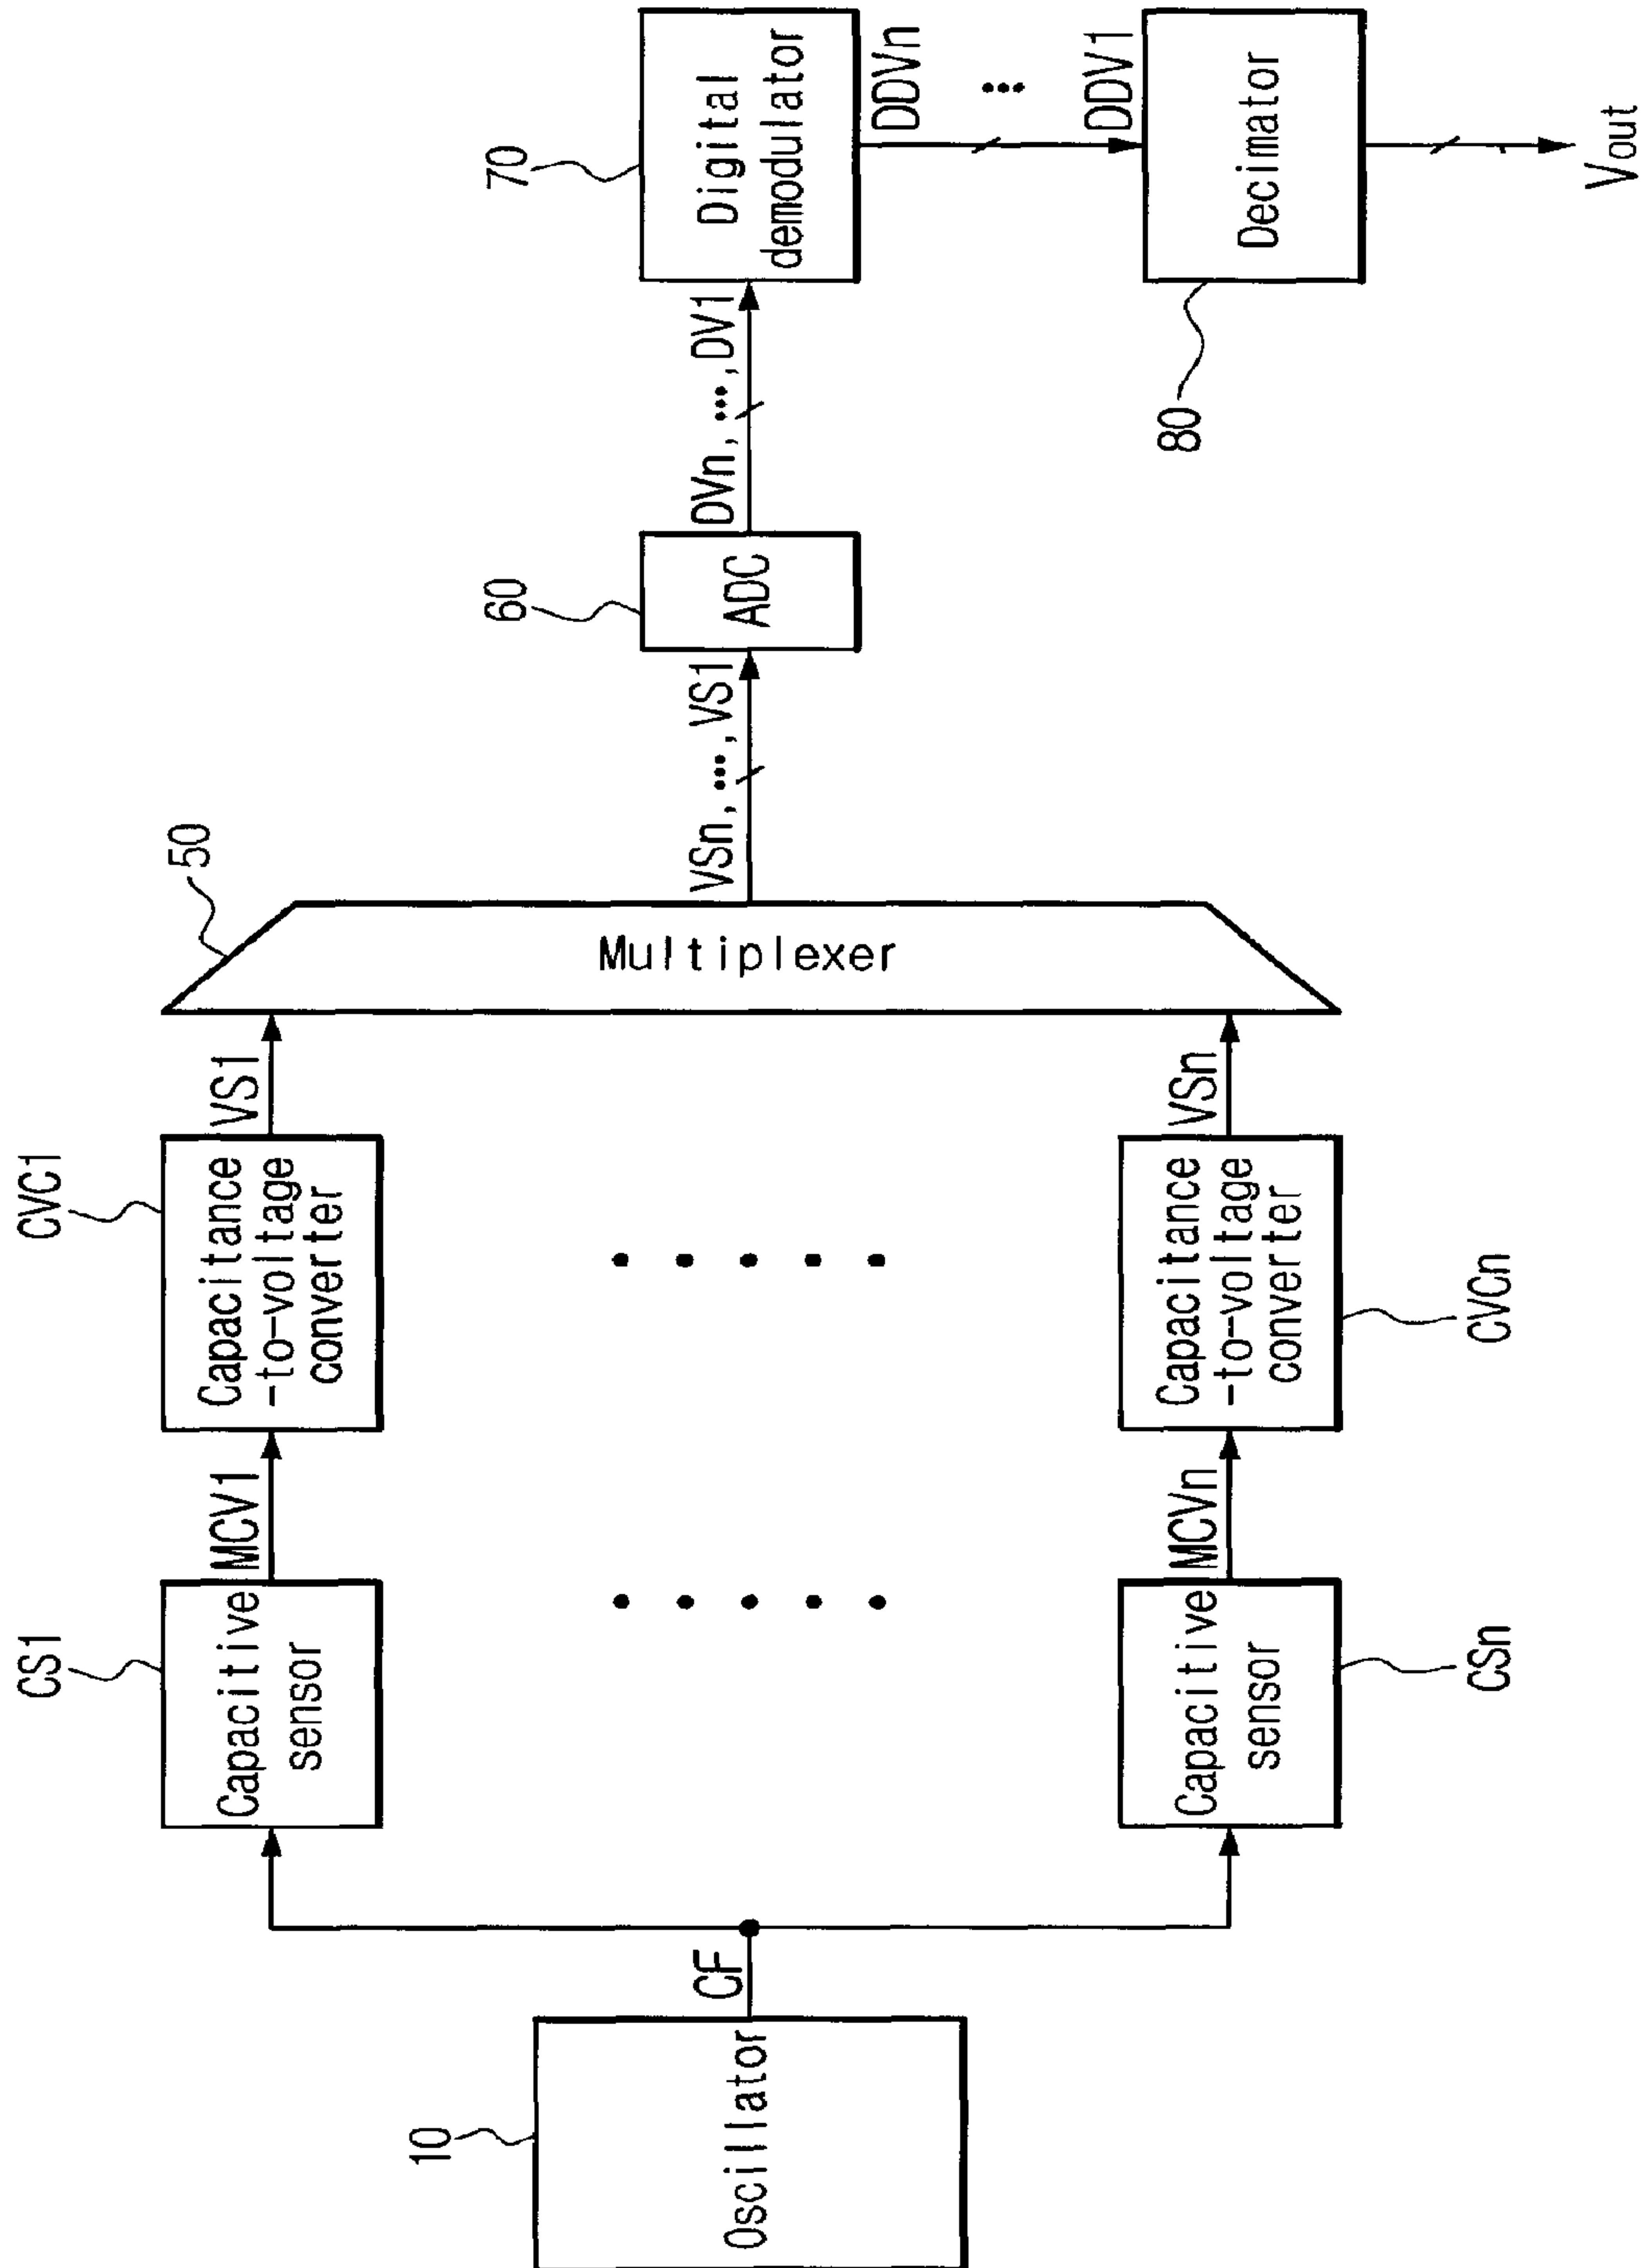 10
Oscillator
CF
CS1
Capacitive
sensor
MCV1
CVC1
Capacitance
-to-voltage
converter
VS1
Capacitive
sensor
CSn
MCVn
Capacitance
-to-voltage
converter
CVCn
VSn
50
Multiplexer
VSn, ···, VS1
60
ADC
DVn, ···, DV1
70
Digital
demodulator
DDVn
···
DDV1
80
Decimator
Vout